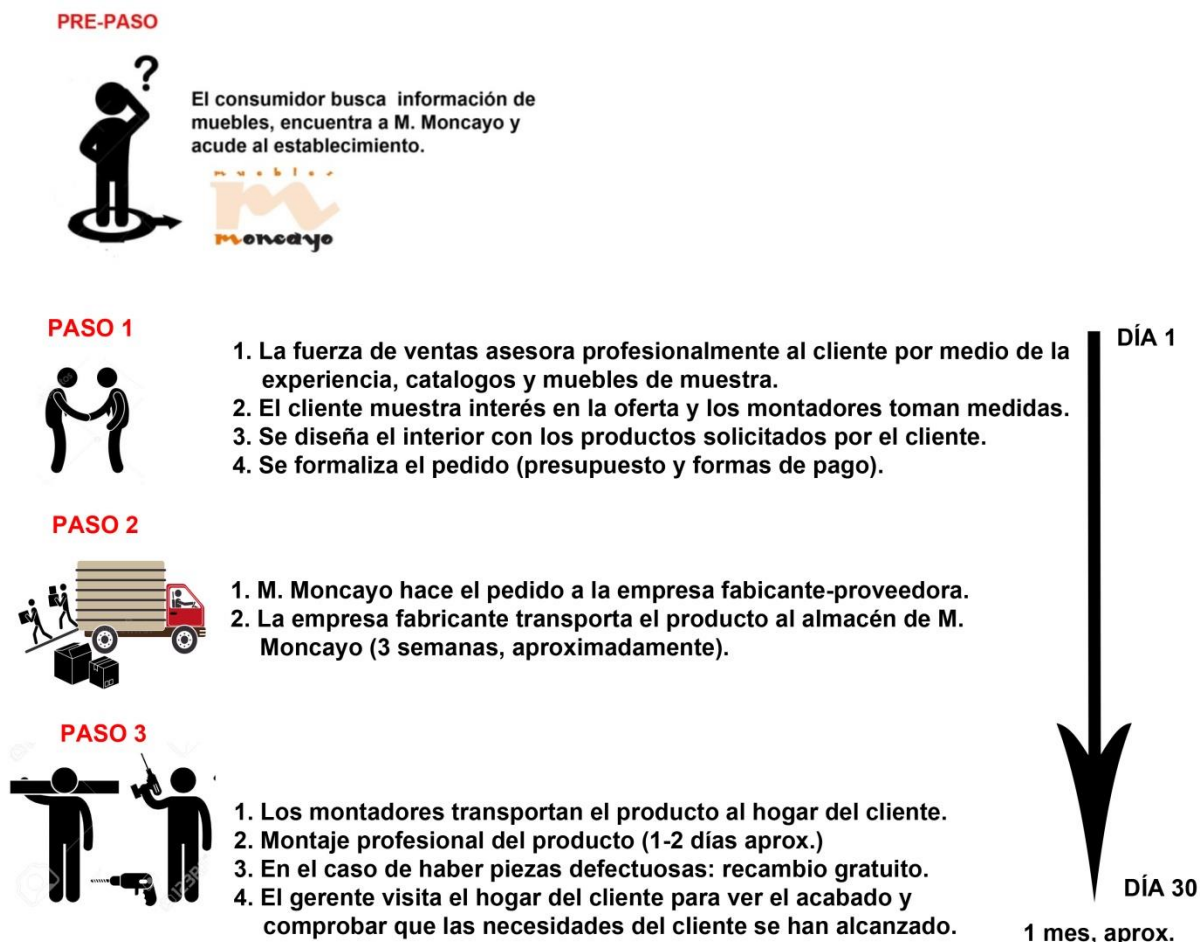 PRE-PASO
?
El consumidor busca información de
muebles, encuentra a M. Moncayo y
acude al establecimiento.
muebles
m
moncayo
PASO 1
DÍA 1
1. La fuerza de ventas asesora profesionalmente al cliente por medio de la
experiencia, catalogos y muebles de muestra.
2. El cliente muestra interés en la oferta y los montadores toman medidas.
3. Se diseña el interior con los productos solicitados por el cliente.
4. Se formaliza el pedido (presupuesto y formas de pago).
PASO 2
1. M. Moncayo hace el pedido a la empresa fabicante-proveedora.
2. La empresa fabricante transporta el producto al almacén de M.
Moncayo (3 semanas, aproximadamente).
PASO 3
1. Los montadores transportan el producto al hogar del cliente.
2. Montaje profesional del producto (1-2 días aprox.)
3. En el caso de haber piezas defectuosas: recambio gratuito.
4. El gerente visita el hogar del cliente para ver el acabado y
comprobar que las necesidades del cliente se han alcanzado.
DÍA 30
1 mes, aprox.